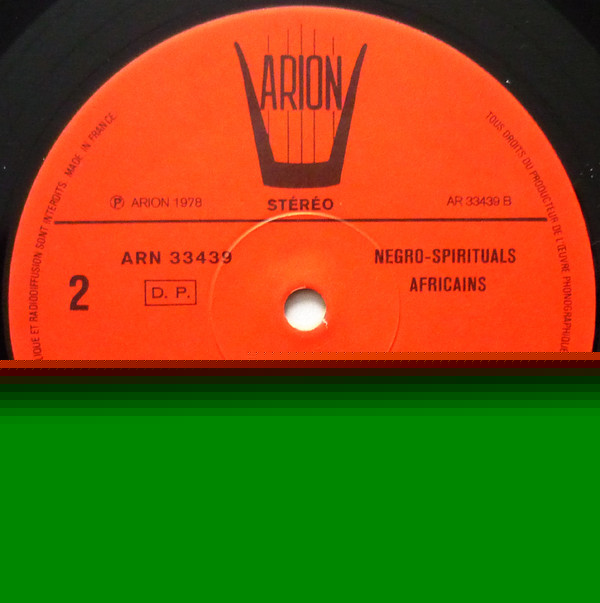 ARION
℗ ARION 1978
STÉRÉO
AR 33439 B
ARN 33439
NEGRO-SPIRITUALS
AFRICAINS
2
D. P.
TOUS DROITS DU PRODUCTEUR DE L'ŒUVRE PHONOGRAPHIQUE
ET RADIODIFFUSION SONT INTERDITS. MADE IN FRANCE